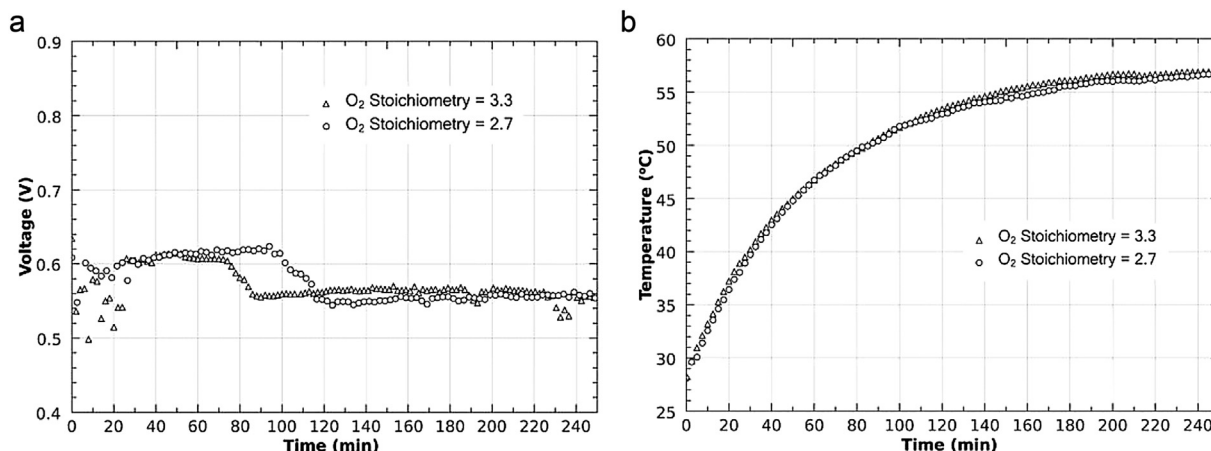 a
0.9
0.8
0.7
0.6
0.5
0.4
Voltage (V)
O₂ Stoichiometry = 3.3
O₂ Stoichiometry = 2.7
0 20 40 60 80 100 120 140 160 180 200 220 240
Time (min)
b
60
55
50
45
40
35
30
25
Temperature (°C)
O₂ Stoichiometry = 3.3
O₂ Stoichiometry = 2.7
0 20 40 60 80 100 120 140 160 180 200 220 240
Time (min)